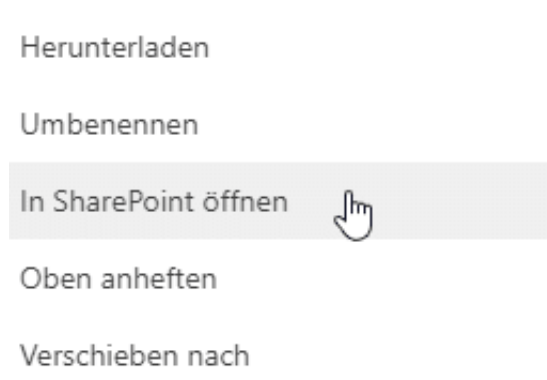 Herunterladen
Umbenennen
In SharePoint öffnen
Oben anheften
Verschieben nach